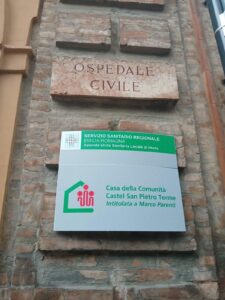 OSPEDALE
CIVILE
SERVIZIO SANITARIO REGIONALE
EMILIA-ROMAGNA
Azienda Unità Sanitaria Locale di Imola
Casa della Comunità
Castel San Pietro Terme
Intitolata a Marco Parenti